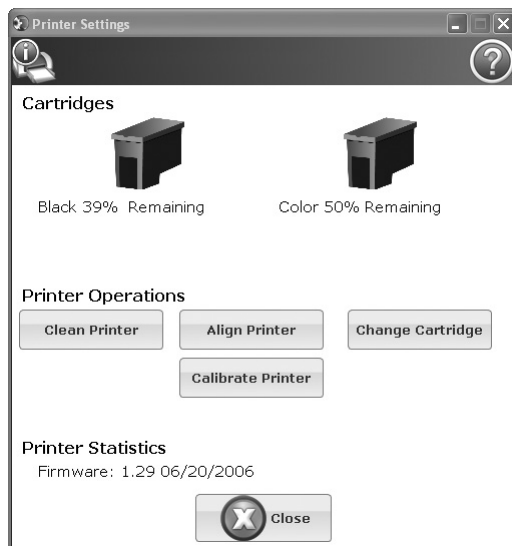 Printer Settings
Cartridges
Black 39% Remaining
Color 50% Remaining
Printer Operations
Clean Printer
Align Printer
Change Cartridge
Calibrate Printer
Printer Statistics
Firmware: 1.29 06/20/2006
Close